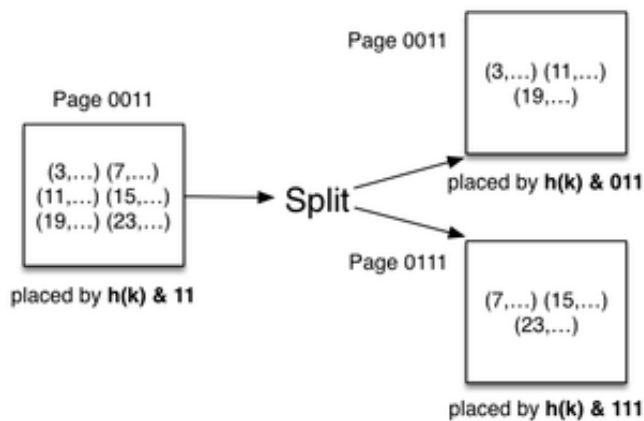 Page 0011
(3,...) (7,...)
(11,...) (15,...)
(19,...) (23,...)
placed by h(k) & 11
Split
Page 0011
(3,...) (11,...)
(19,...)
placed by h(k) & 011
Page 0111
(7,...) (15,...)
(23,...)
placed by h(k) & 111